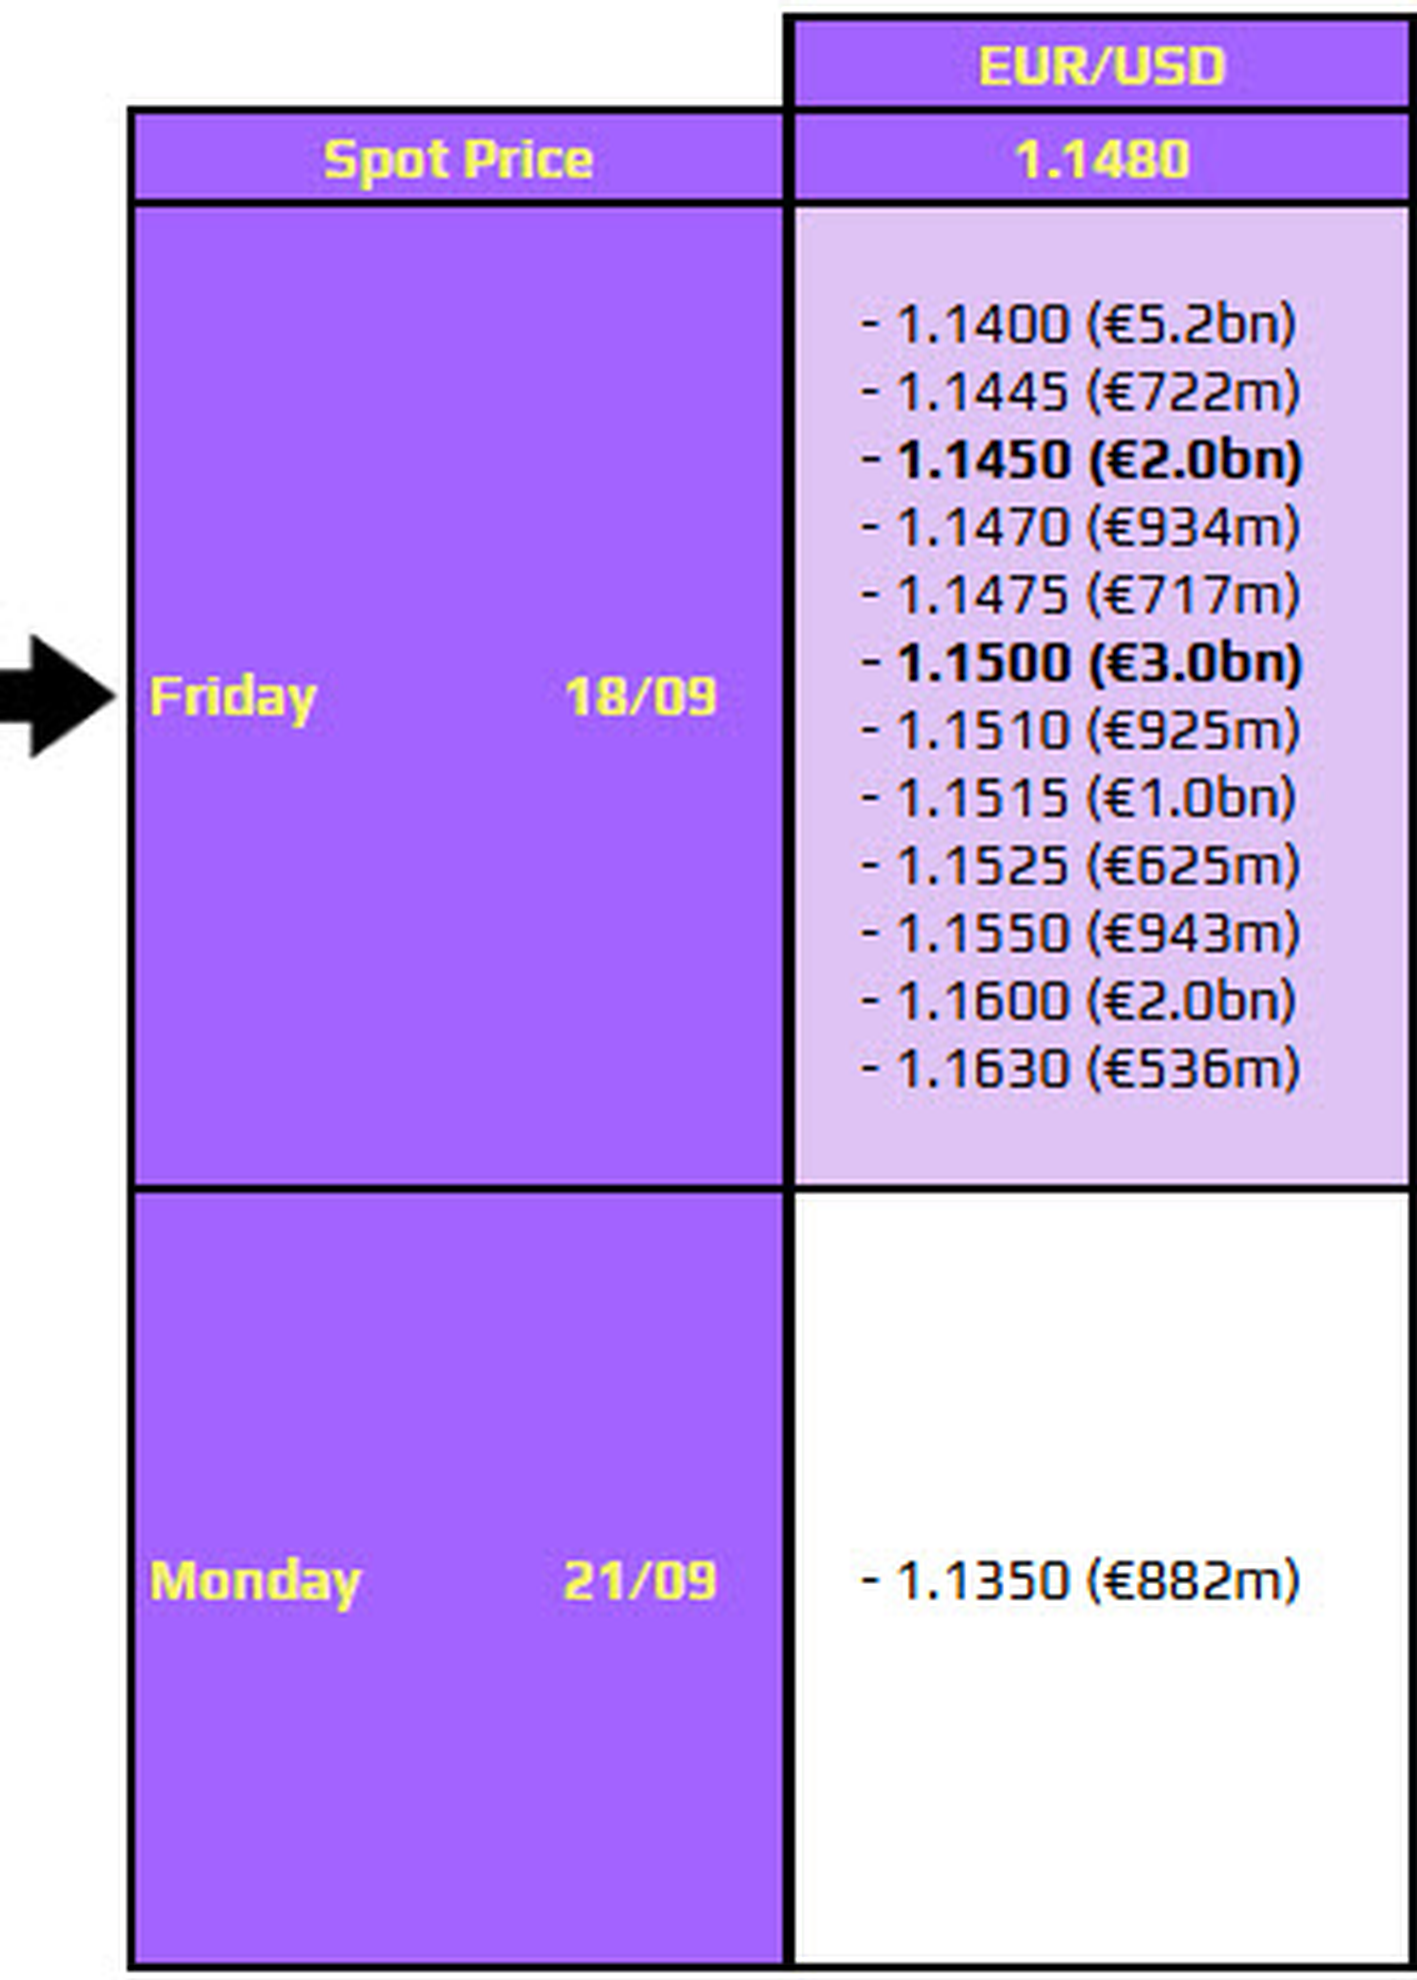 EUR/USD
Spot Price 1.1480
Friday 18/09
- 1.1400 (€5.2bn)
- 1.1445 (€722m)
- 1.1450 (€2.0bn)
- 1.1470 (€934m)
- 1.1475 (€717m)
- 1.1500 (€3.0bn)
- 1.1510 (€925m)
- 1.1515 (€1.0bn)
- 1.1525 (€625m)
- 1.1550 (€943m)
- 1.1600 (€2.0bn)
- 1.1630 (€536m)
Monday 21/09
- 1.1350 (€882m)